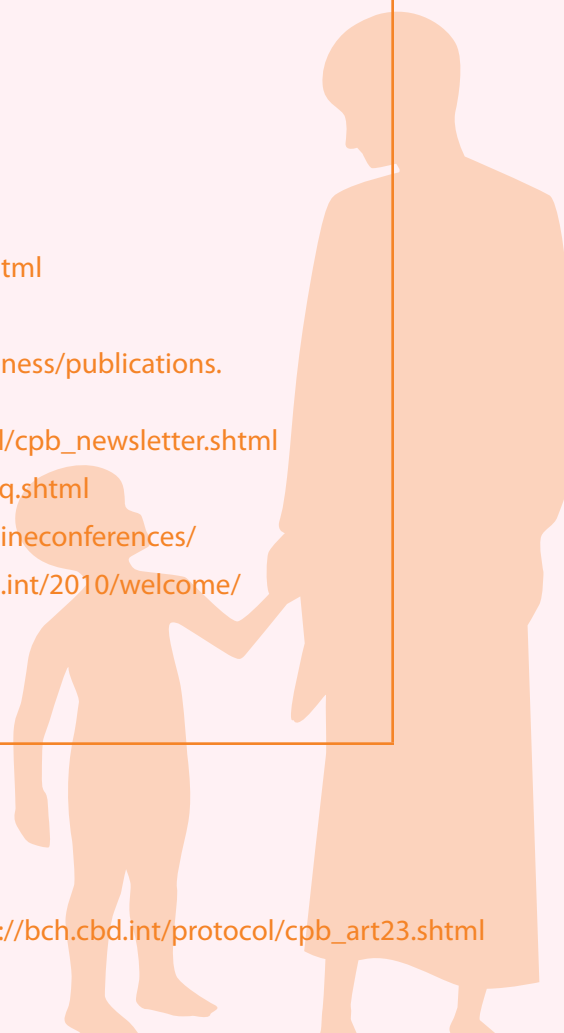 tml
ness/publications.
l/cpb_newsletter.shtml
q.shtml
ineconferences/
.int/2010/welcome/
://bch.cbd.int/protocol/cpb_art23.shtml